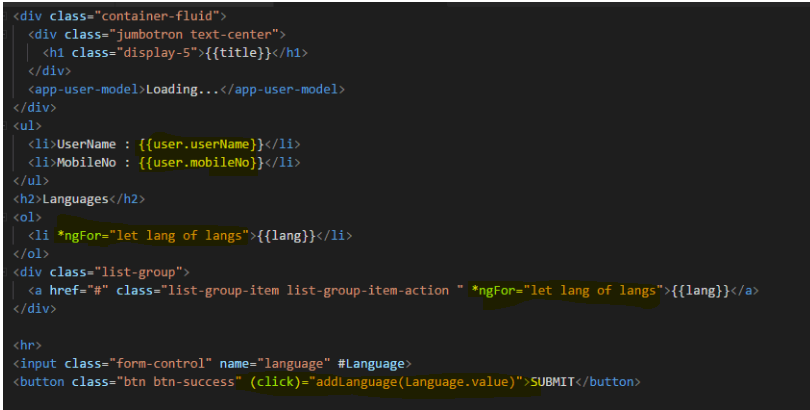 <div class="container-fluid">
<div class="jumbotron text-center">
<h1 class="display-5">{{title}}</h1>
</div>
<app-user-model>Loading...</app-user-model>
</div>
<ul>
<li>UserName : {{user.userName}}</li>
<li>MobileNo : {{user.mobileNo}}</li>
</ul>
<h2>Languages</h2>
<ol>
<li *ngFor="let lang of langs">{{lang}}</li>
</ol>
<div class="list-group">
<a href="#" class="list-group-item list-group-item-action " *ngFor="let lang of langs">{{lang}}</a>
</div>
<hr>
<input class="form-control" name="language" #Language>
<button class="btn btn-success" (click)="addLanguage(Language.value)">SUBMIT</button>